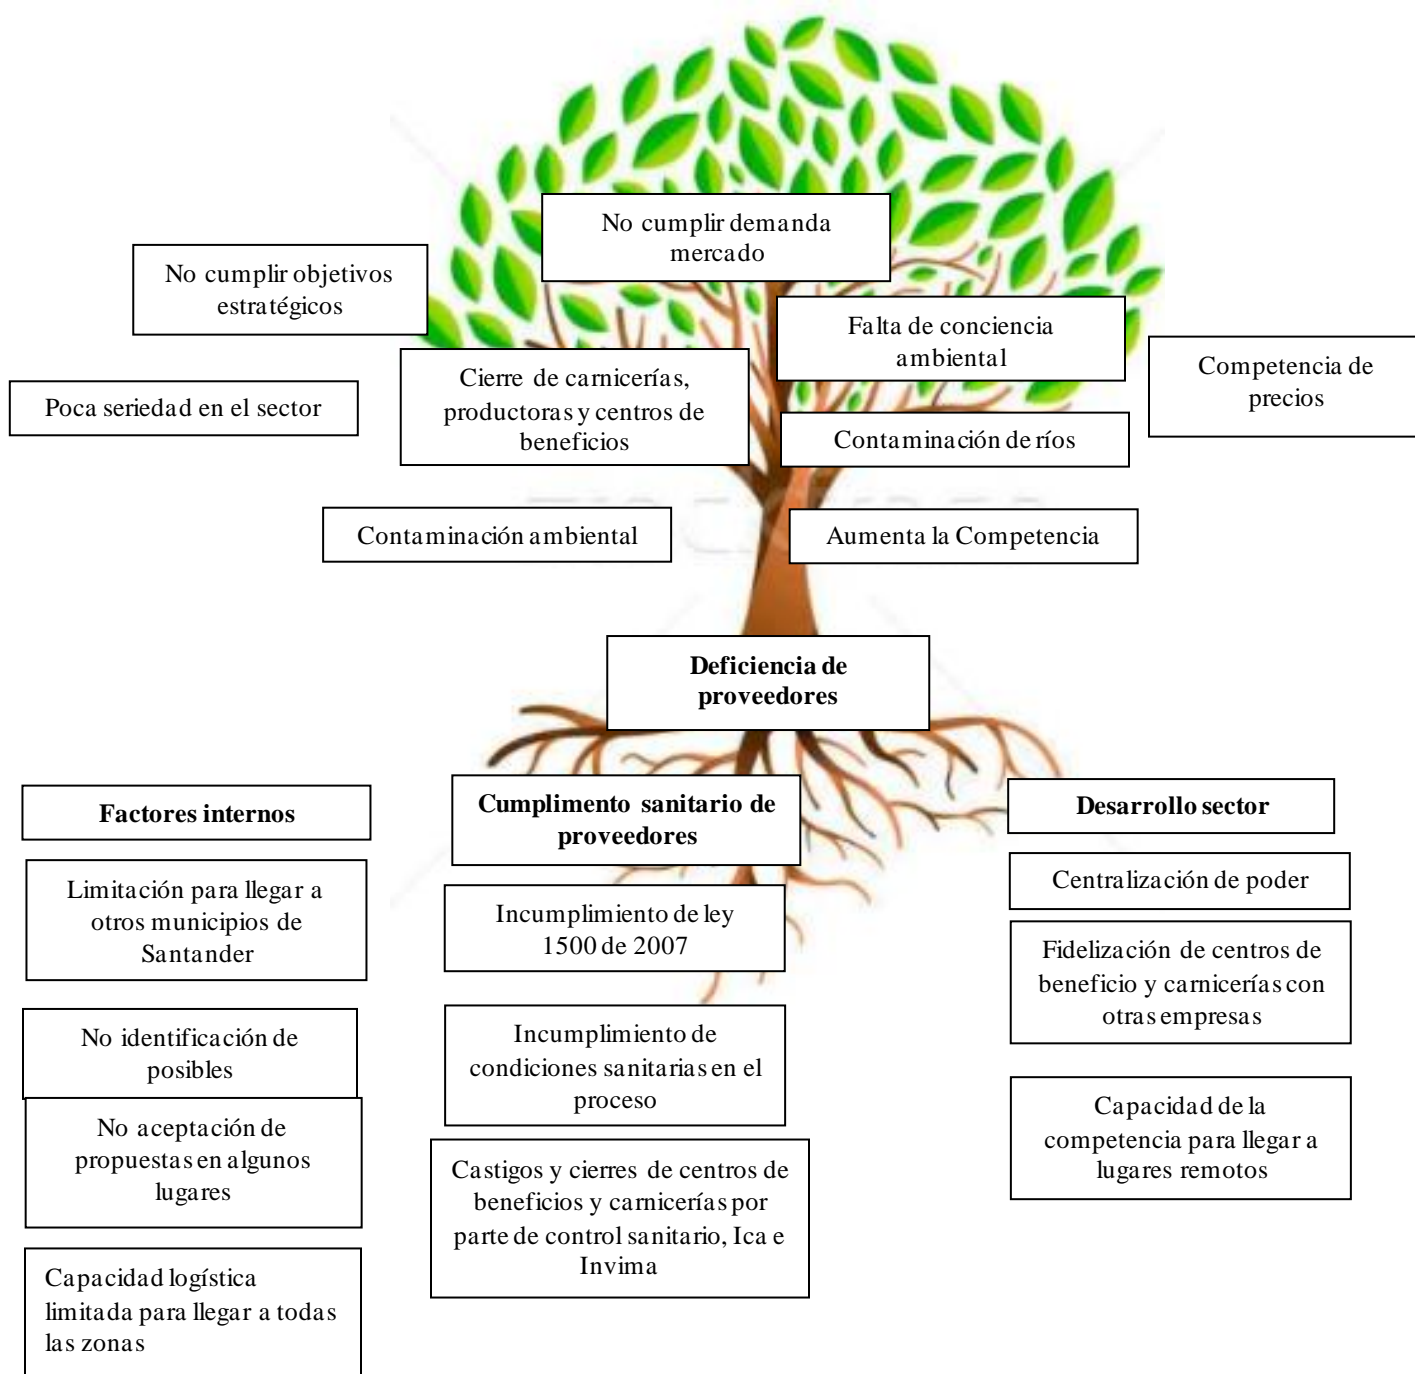 No cumplir demanda
mercado
No cumplir objetivos
estratégicos
Falta de conciencia
ambiental
Competencia de
precios
Cierre de carnicerías,
productoras y centros de
beneficios
Poca seriedad en el sector
Contaminación de ríos
Contaminación ambiental
Aumenta la Competencia
Deficiencia de
proveedores
Factores internos
Limitación para llegar a
otros municipios de
Santander
No identificación de
posibles
No aceptación de
propuestas en algunos
lugares
Capacidad logística
limitada para llegar a todas
las zonas
Cumplimento sanitario de
proveedores
Incumplimiento de ley
1500 de 2007
Incumplimiento de
condiciones sanitarias en el
proceso
Castigos y cierres de centros de
beneficios y carnicerías por
parte de control sanitario, Ica e
Invima
Desarrollo sector
Centralización de poder
Fidelización de centros de
beneficio y carnicerías con
otras empresas
Capacidad de la
competencia para llegar a
lugares remotos